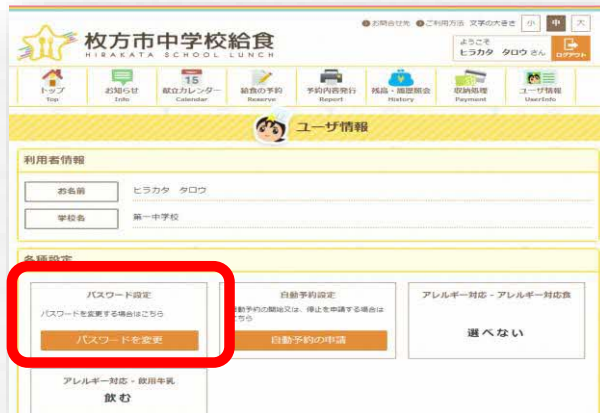 お問合せ先 ご利用方法 文字の大きさ 小 中 大
枚方市中学校給食
HIRAKATA SCHOOL LUNCH
ようこそ
ヒラカタ タロウ さん
ログアウト
トップ お知らせ 献立カレンダー 給食の予約 予約内容発行 残高・履歴照会 収納処理 ユーザ情報
Top Info Calendar Reserve Report History Payment UserInfo
ユーザ情報
利用者情報
お名前 ヒラカタ タロウ
学校名 第一中学校
各種設定
パスワード設定
パスワードを変更する場合はこちら
パスワードを変更
自動予約設定
自動予約の開始又は、停止を申請する場合は
こちら
自動予約の申請
アレルギー対応 - アレルギー対応食
選べない
アレルギー対応 - 飲用牛乳
飲む